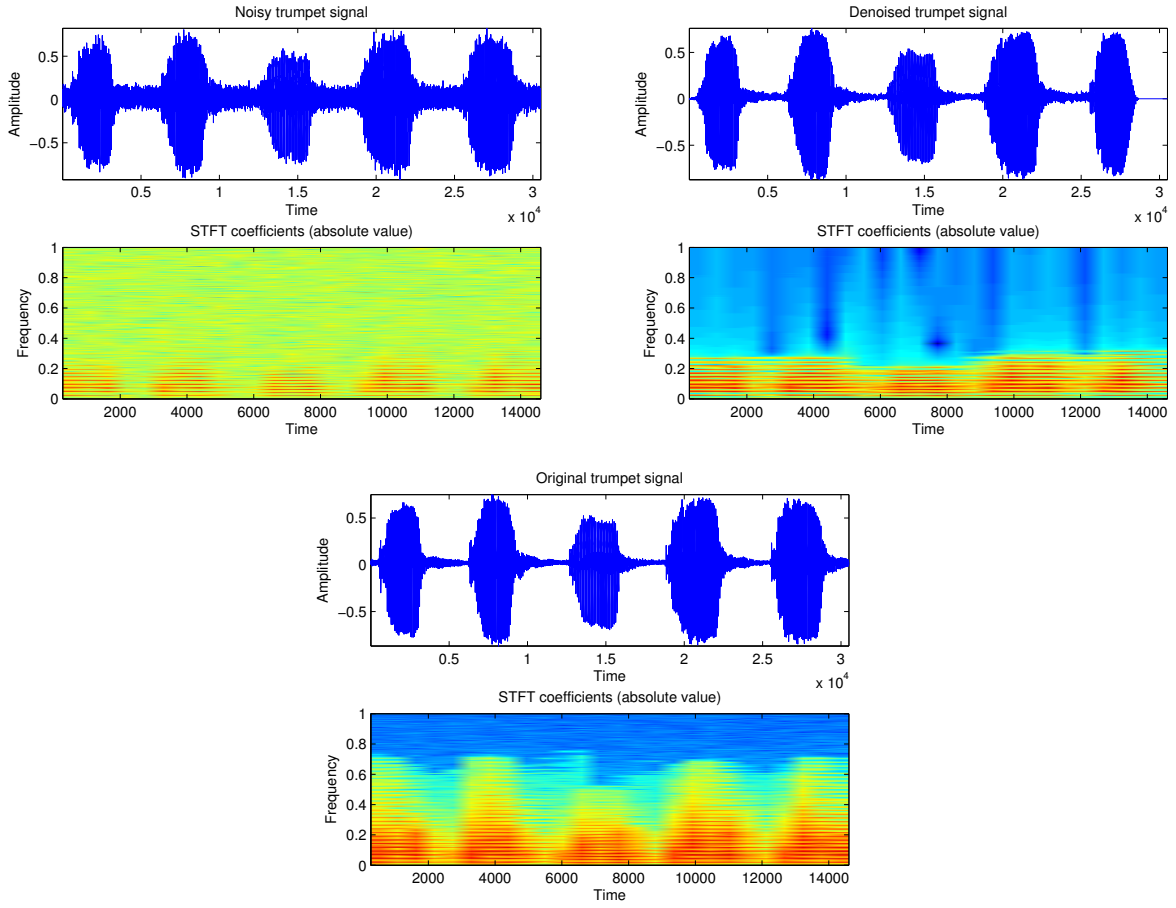 Noisy trumpet signal
Amplitude
0.5
0
−0.5
0.5 1 1.5 2 2.5 3
Time
x 10^4
STFT coefficients (absolute value)
Frequency
1
0.8
0.6
0.4
0.2
0
2000 4000 6000 8000 10000 12000 14000
Time
Denoised trumpet signal
Amplitude
0.5
0
−0.5
0.5 1 1.5 2 2.5 3
Time
x 10^4
STFT coefficients (absolute value)
Frequency
1
0.8
0.6
0.4
0.2
0
2000 4000 6000 8000 10000 12000 14000
Time
Original trumpet signal
Amplitude
0.5
0
−0.5
0.5 1 1.5 2 2.5 3
Time
x 10^4
STFT coefficients (absolute value)
Frequency
1
0.8
0.6
0.4
0.2
0
2000 4000 6000 8000 10000 12000 14000
Time